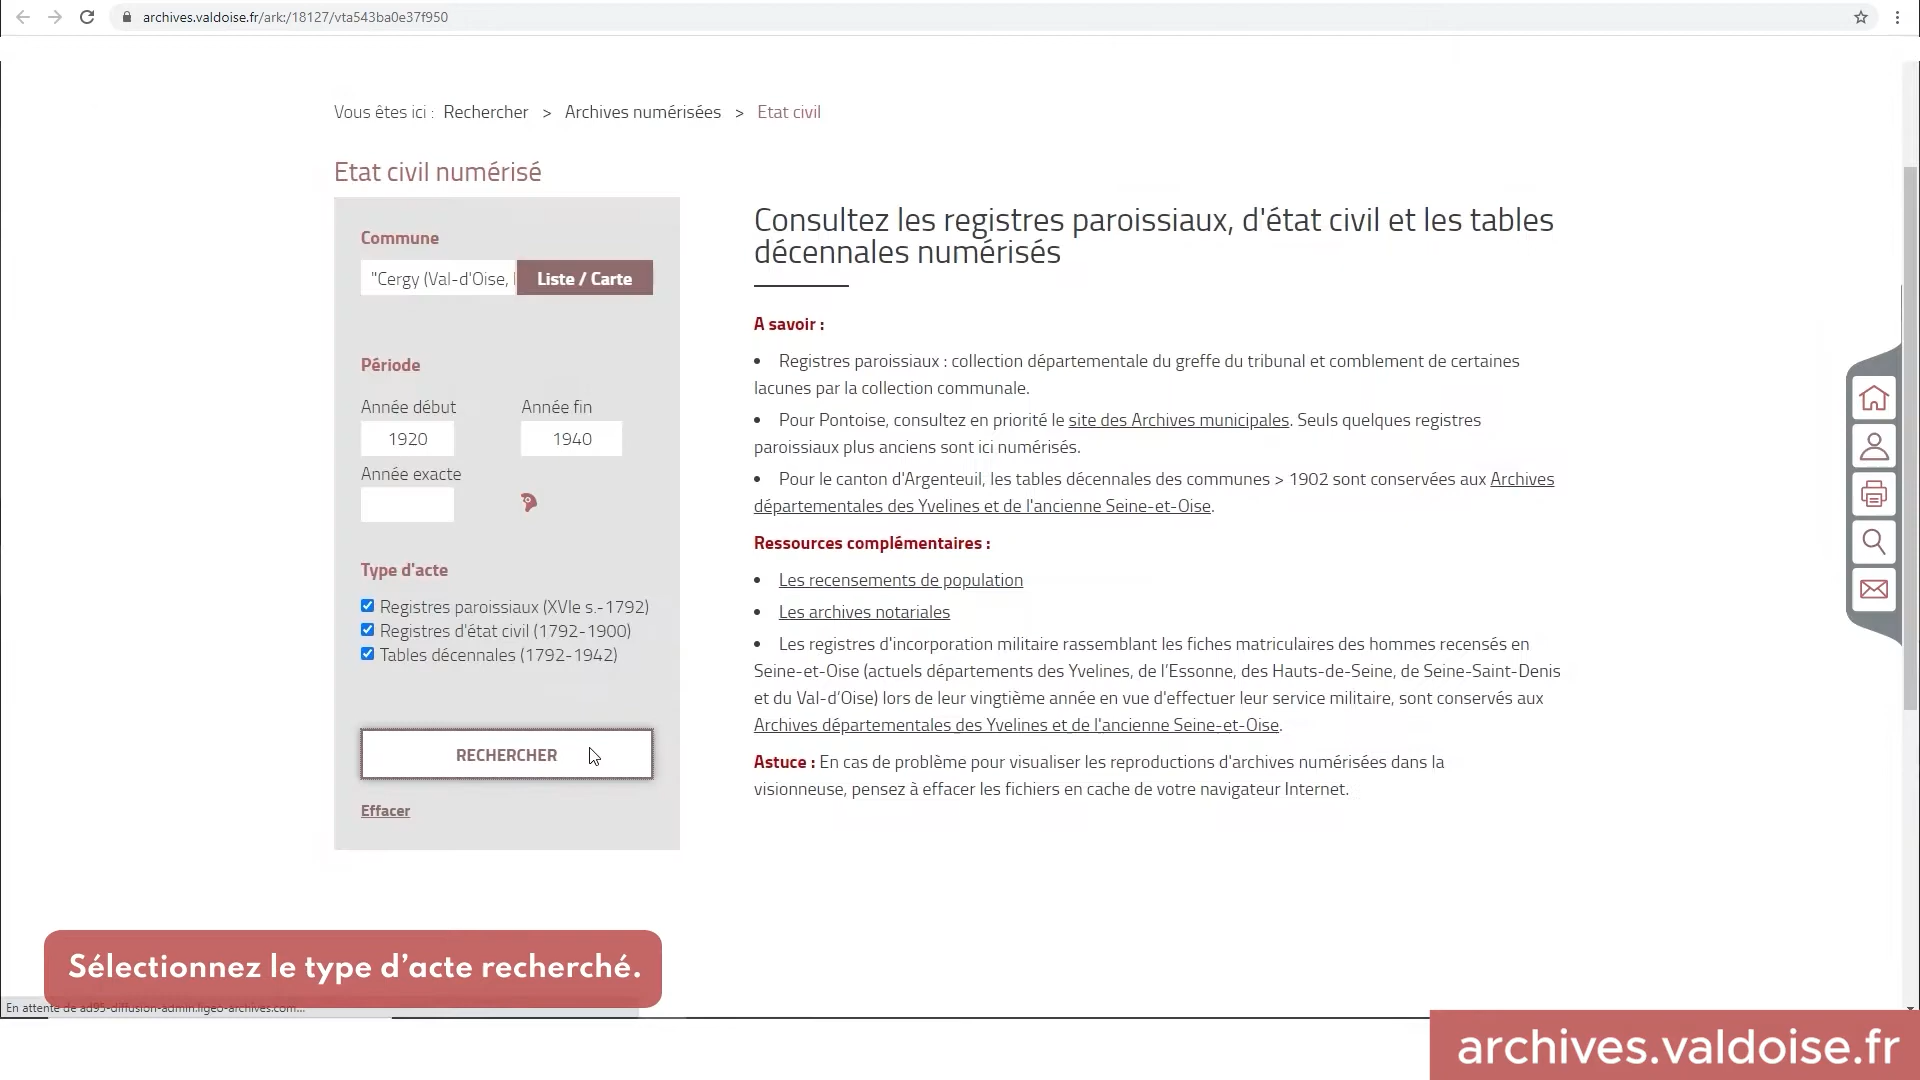 archives.valdoise.fr/ark:/18127/vta543ba0e37f950
Vous êtes ici : Rechercher > Archives numérisées > Etat civil
Etat civil numérisé
Commune
"Cergy (Val-d'Oise,
Liste / Carte
Période
Année début
Année fin
1920
1940
Année exacte
Type d'acte
Registres paroissiaux (XVIe s.-1792)
Registres d'état civil (1792-1900)
Tables décennales (1792-1942)
RECHERCHER
Effacer
Consultez les registres paroissiaux, d'état civil et les tables
décennales numérisés
A savoir :
• Registres paroissiaux : collection départementale du greffe du tribunal et comblement de certaines
lacunes par la collection communale.
• Pour Pontoise, consultez en priorité le site des Archives municipales. Seuls quelques registres
paroissiaux plus anciens sont ici numérisés.
• Pour le canton d'Argenteuil, les tables décennales des communes > 1902 sont conservées aux Archives
départementales des Yvelines et de l'ancienne Seine-et-Oise.
Ressources complémentaires :
• Les recensements de population
• Les archives notariales
• Les registres d'incorporation militaire rassemblant les fiches matriculaires des hommes recensés en
Seine-et-Oise (actuels départements des Yvelines, de l’Essonne, des Hauts-de-Seine, de Seine-Saint-Denis
et du Val-d’Oise) lors de leur vingtième année en vue d'effectuer leur service militaire, sont conservés aux
Archives départementales des Yvelines et de l'ancienne Seine-et-Oise.
Astuce : En cas de problème pour visualiser les reproductions d'archives numérisées dans la
visionneuse, pensez à effacer les fichiers en cache de votre navigateur Internet.
Sélectionnez le type d’acte recherché.
En attente de ad95-diffusion-admin.ligeo-archives.com...
archives.valdoise.fr